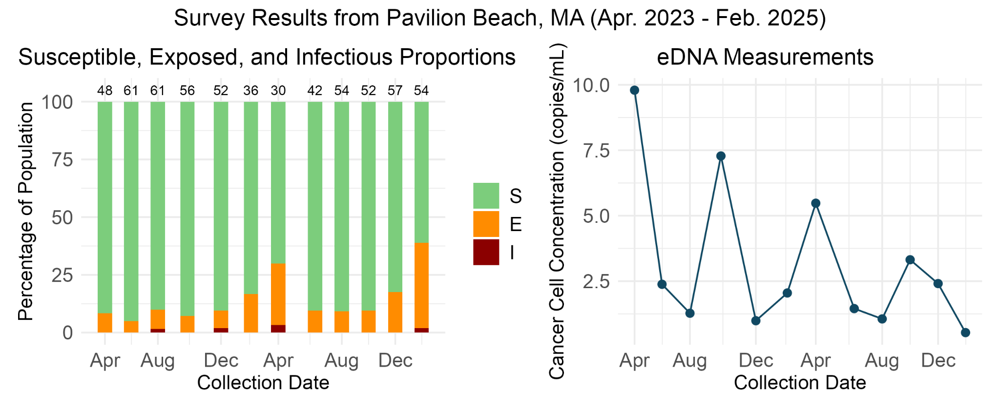 Survey Results from Pavilion Beach, MA (Apr. 2023 - Feb. 2025)
Susceptible, Exposed, and Infectious Proportions
48 61 61 56 52 36 30 42 54 52 57 54
100
75
50
25
0
Percentage of Population
Apr Aug Dec Apr Aug Dec
Collection Date
S
E
I
eDNA Measurements
Cancer Cell Concentration (copies/mL)
10.0
7.5
5.0
2.5
Apr Aug Dec Apr Aug Dec
Collection Date